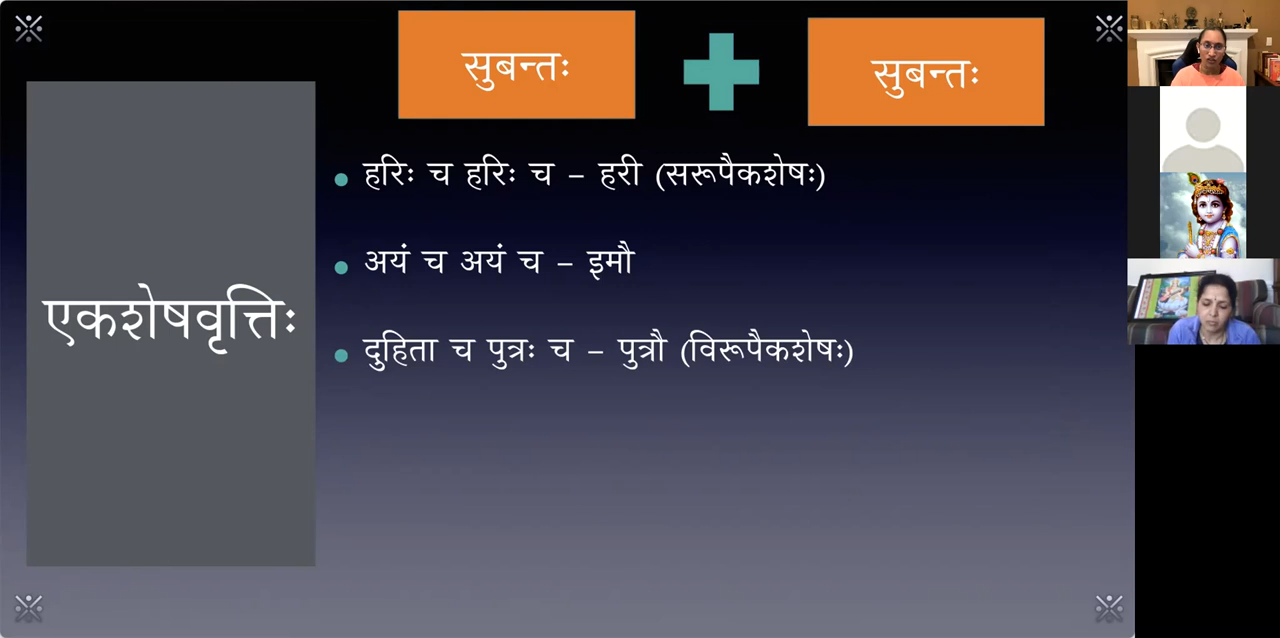 सुबन्तः
सुबन्तः
एकशेषवृत्तिः
हरिः च हरिः च – हरी (सरूपैकशेषः)
अयं च अयं च – इमौ
दुहिता च पुत्रः च – पुत्रौ (विरूपैकशेषः)